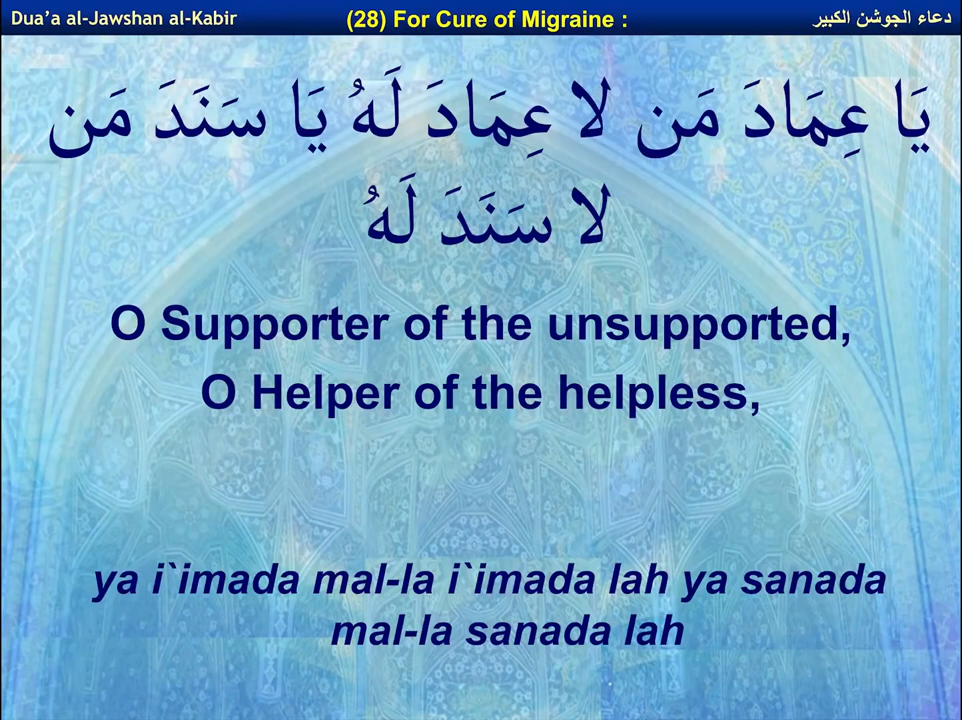 Dua’a al-Jawshan al-Kabir (28) For Cure of Migraine : دعاء الجوشن الكبير
يَا عِمَادَ مَن لا عِمَادَ لَهُ يَا سَنَدَ مَن
لا سَنَدَ لَهُ
O Supporter of the unsupported,
O Helper of the helpless,
ya i`imada mal-la i`imada lah ya sanada
mal-la sanada lah